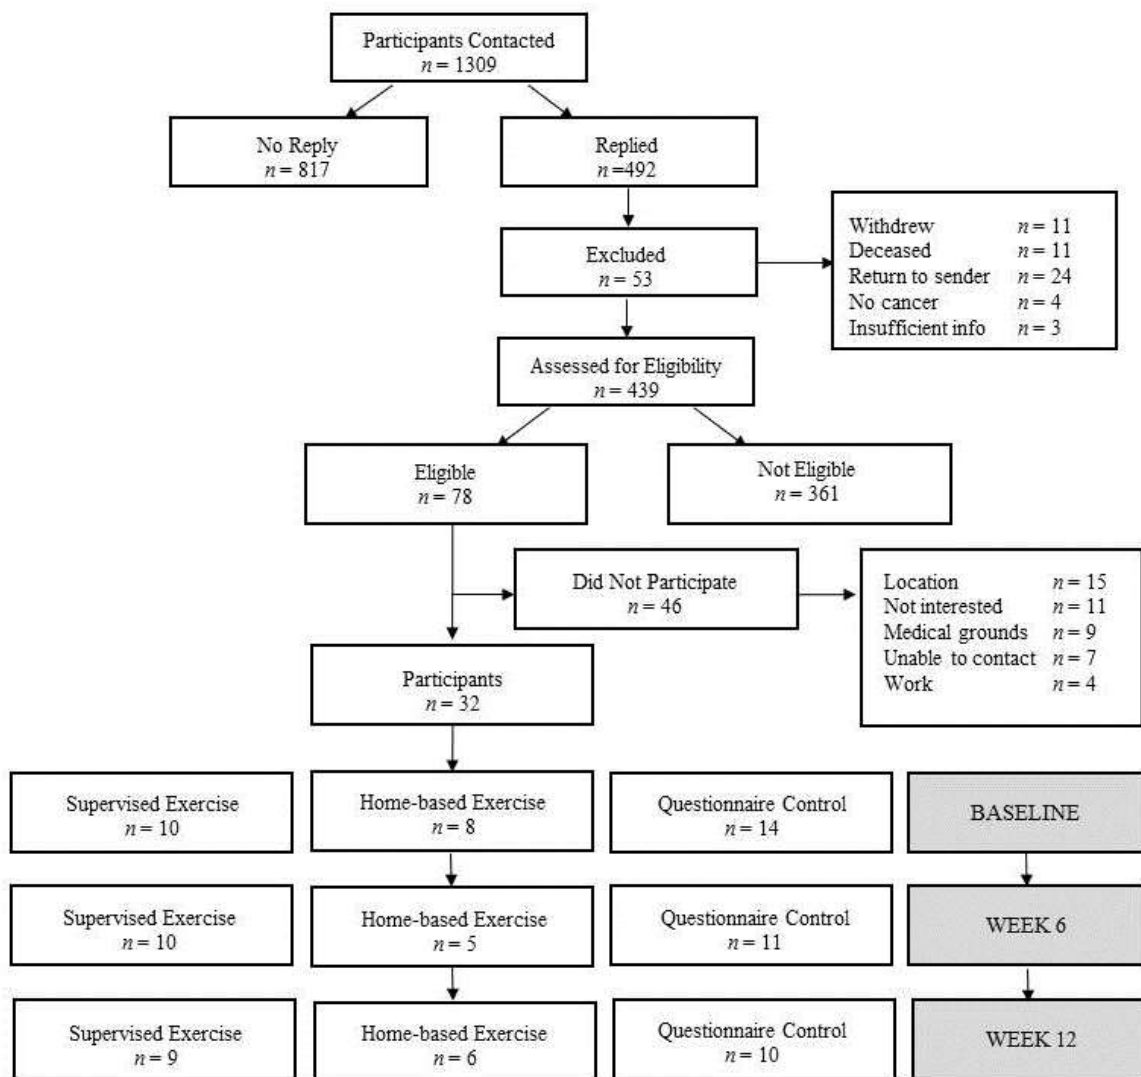 Participants Contacted
n = 1309
No Reply
n = 817
Replied
n =492
Excluded
n = 53
Withdrew n = 11
Deceased n = 11
Return to sender n = 24
No cancer n = 4
Insufficient info n = 3
Assessed for Eligibility
n = 439
Eligible
n = 78
Not Eligible
n = 361
Did Not Participate
n = 46
Location n = 15
Not interested n = 11
Medical grounds n = 9
Unable to contact n = 7
Work n = 4
Participants
n = 32
Supervised Exercise
n = 10
Home-based Exercise
n = 8
Questionnaire Control
n = 14
BASELINE
Supervised Exercise
n = 10
Home-based Exercise
n = 5
Questionnaire Control
n = 11
WEEK 6
Supervised Exercise
n = 9
Home-based Exercise
n = 6
Questionnaire Control
n = 10
WEEK 12